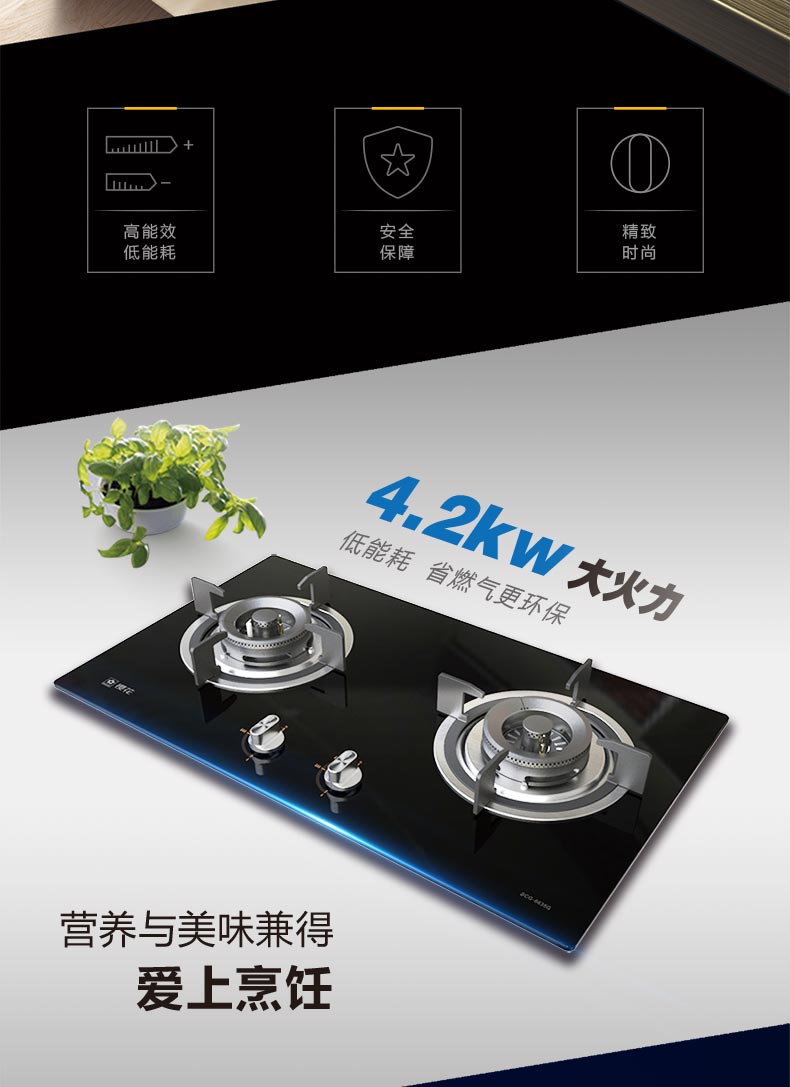 高能效
低能耗
安全
保障
精致
时尚
4.2kw 大火力
低能耗 省燃气更环保
樱花
营养与美味兼得
爱上烹饪